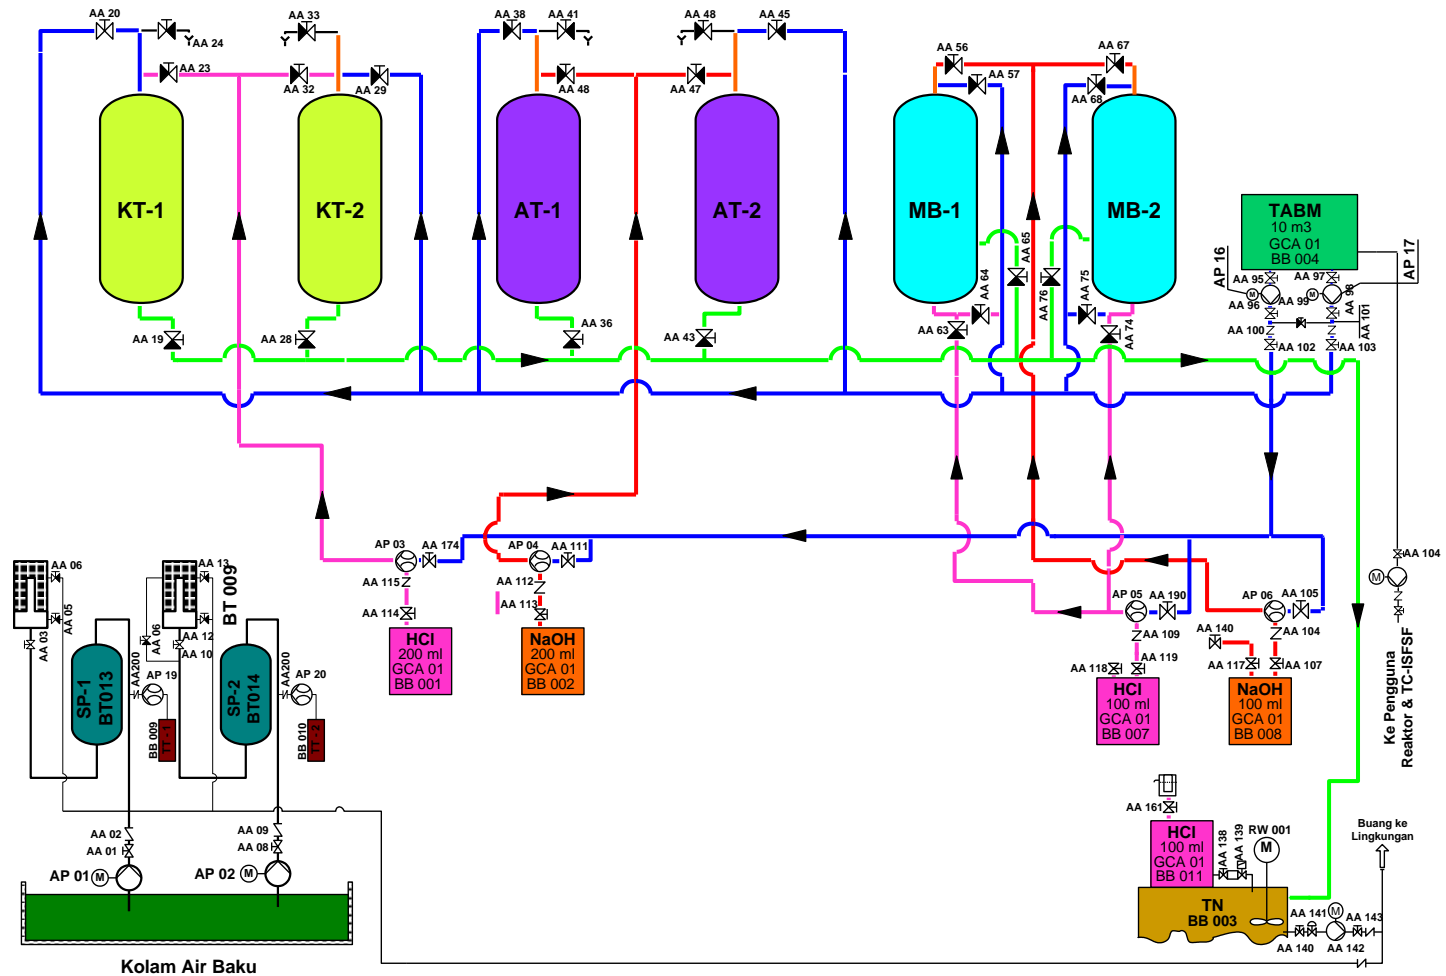 AA 20
AA 33
AA 38
AA 41
AA 48
AA 45
AA 24
AA 23
AA 32
AA 29
AA 48
AA 47
AA 56
AA 57
AA 67
AA 68
KT-1
KT-2
AT-1
AT-2
MB-1
MB-2
TABM
10 m3
GCA 01
BB 004
AP 16
AP 17
AA 65
AA 64
AA 76
AA 75
AA 63
AA 74
AA 95
AA 97
AA 96
AA 99
AA 98
M
M
AA 100
AA 101
AA 102
AA 103
AA 19
AA 28
AA 36
AA 43
AP 03
AA 174
AP 04
AA 111
AA 115
AA 114
AA 112
AA 113
HCl
200 ml
GCA 01
BB 001
NaOH
200 ml
GCA 01
BB 002
AP 05
AA 190
AP 06
AA 105
AA 109
AA 104
AA 140
AA 118
AA 119
AA 117
AA 107
HCl
100 ml
GCA 01
BB 007
NaOH
100 ml
GCA 01
BB 008
AA 104
M
Ke Pengguna
Reaktor & TC-ISFSF
AA 06
AA 05
AA 03
AA 13
BT 009
AA 06
AA 12
AA 10
SP-1
BT013
SP-2
BT014
AA200
AP 19
AA200
AP 20
BB 009
TT - 1
BB 010
TT - 2
AA 02
AA 01
AA 09
AA 08
AP 01
M
AP 02
M
Kolam Air Baku
AA 161
HCl
100 ml
GCA 01
BB 011
AA 138
AA 139
RW 001
M
TN
BB 003
Buang ke
Lingkungan
M
AA 141
AA 143
AA 140
AA 142